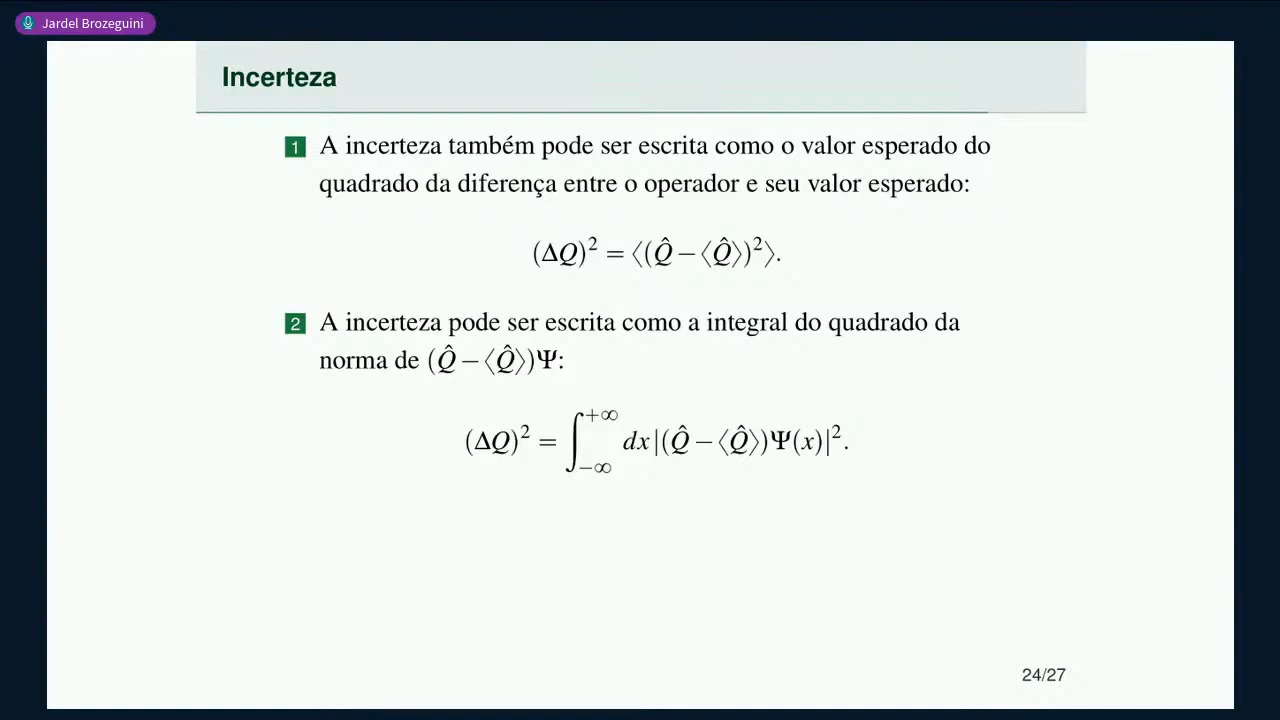 Jardel Brozeguini
Incerteza
1 A incerteza também pode ser escrita como o valor esperado do
quadrado da diferença entre o operador e seu valor esperado:
(ΔQ)² = ⟨(Q̂ − ⟨Q̂⟩)²⟩.
2 A incerteza pode ser escrita como a integral do quadrado da
norma de (Q̂ − ⟨Q̂⟩)Ψ:
(ΔQ)² = ∫_{−∞}^{+∞} dx|(Q̂ − ⟨Q̂⟩)Ψ(x)|².
24/27